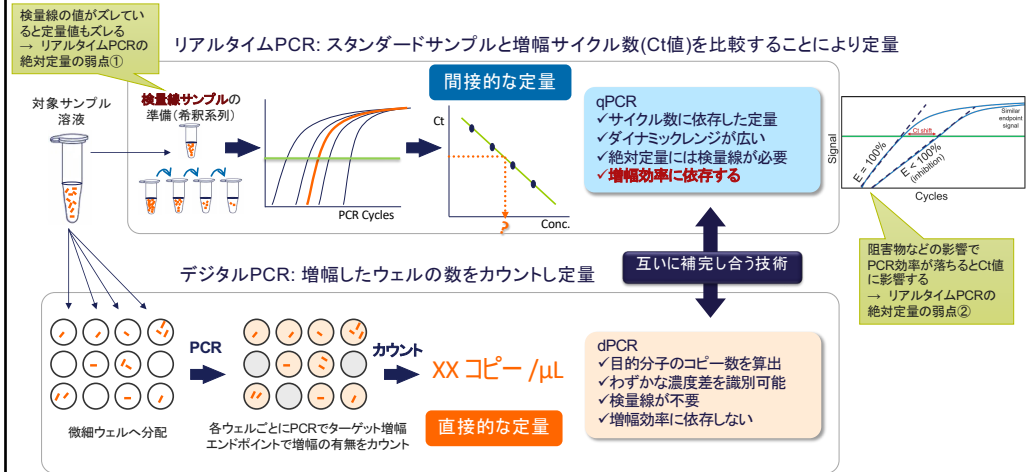 検量線の値がズレてい
ると定量値もズレる
→ リアルタイムPCRの
絶対定量の弱点①
リアルタイムPCR: スタンダードサンプルと増幅サイクル数(Ct値)を比較することにより定量
対象サンプル
溶液
検量線サンプルの
準備(希釈系列)
PCR Cycles
間接的な定量
Ct
Conc.
?
qPCR
✓サイクル数に依存した定量
✓ダイナミックレンジが広い
✓絶対定量には検量線が必要
✓増幅効率に依存する
Signal
Similar
endpoint
signal
Ct shift
E = 100%
E < 100%
(inhibition)
Cycles
阻害物などの影響で
PCR効率が落ちるとCt値
に影響する
→ リアルタイムPCRの
絶対定量の弱点②
互いに補完し合う技術
デジタルPCR: 増幅したウェルの数をカウントし定量
微細ウェルへ分配
PCR
各ウェルごとにPCRでターゲット増幅
エンドポイントで増幅の有無をカウント
カウント
XX コピー /μL
直接的な定量
dPCR
✓目的分子のコピー数を算出
✓わずかな濃度差を識別可能
✓検量線が不要
✓増幅効率に依存しない